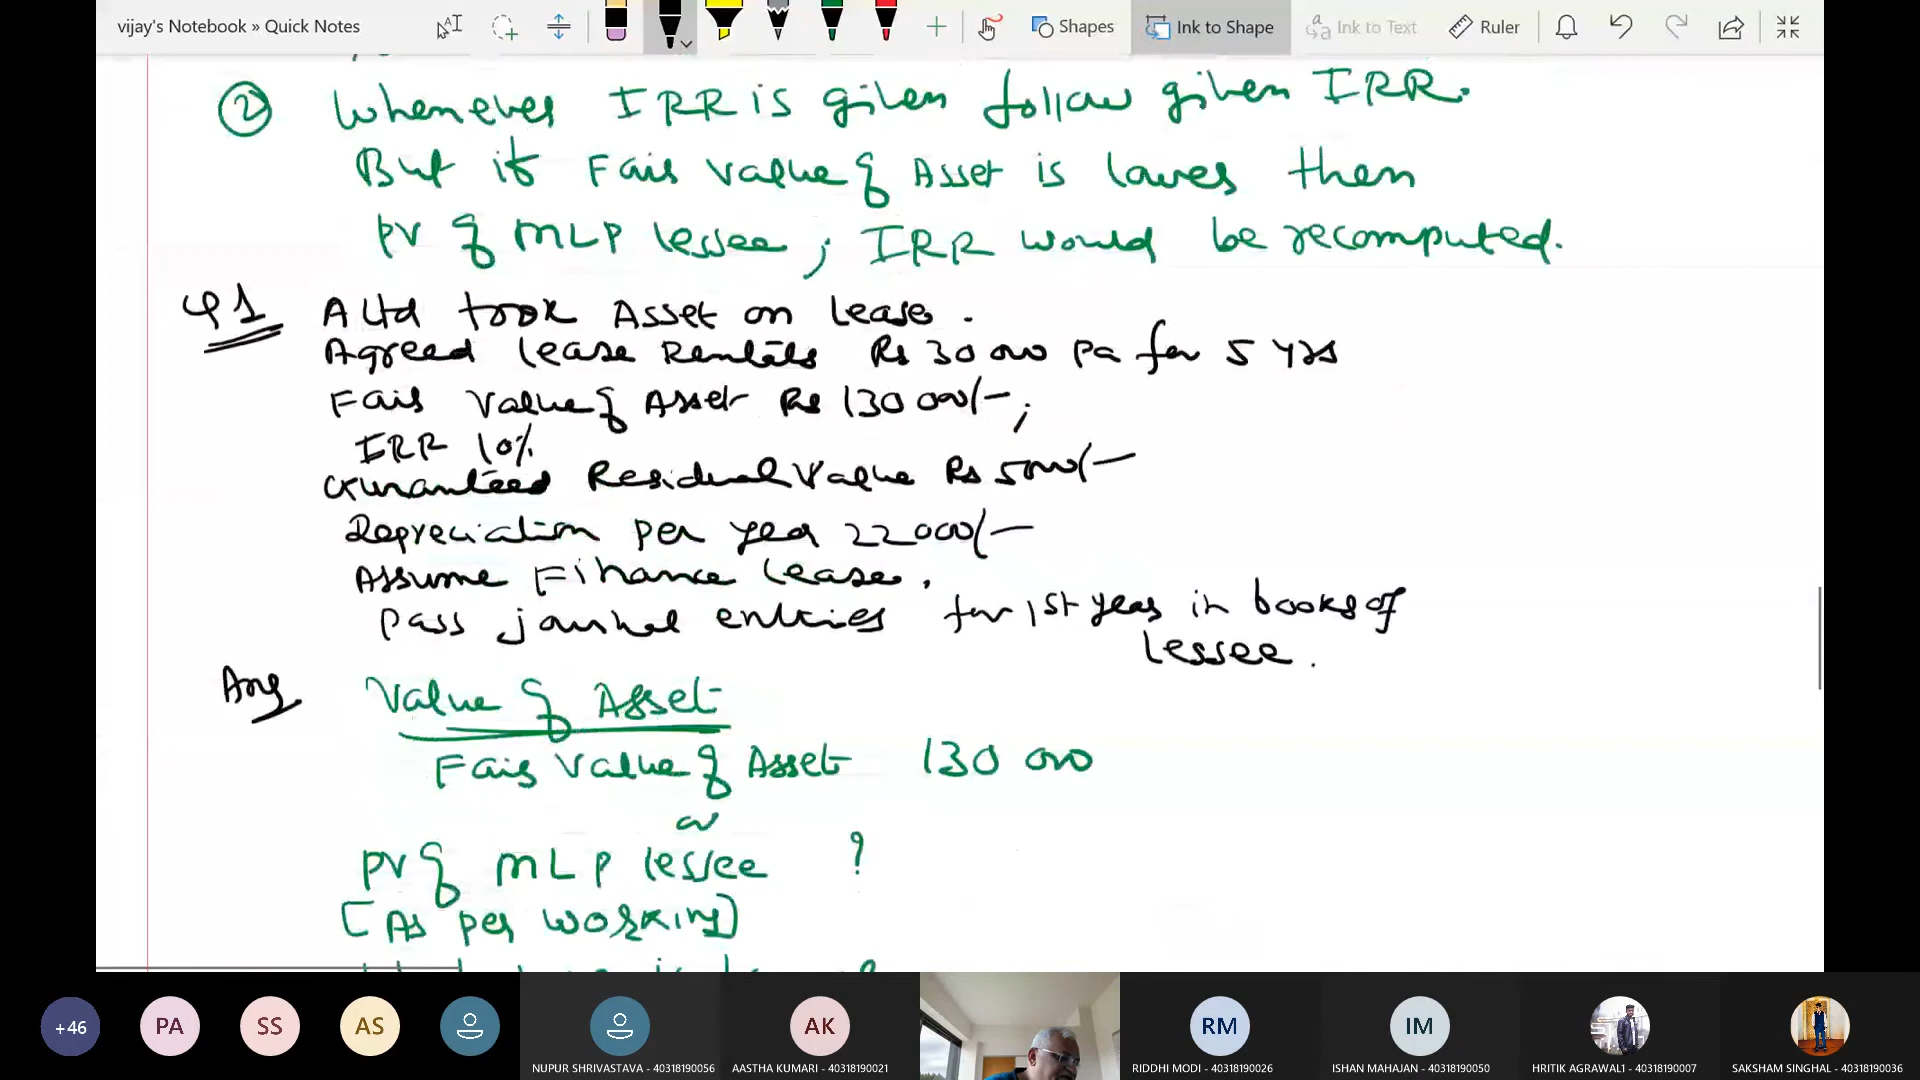 vijay's Notebook » Quick Notes
Shapes
Ink to Shape
Ink to Text
Ruler
② Whenever IRR is given follow given IRR.
But if Fair Value of Asset is lower then
PV of MLP lessee ; IRR would be recomputed.
Q1 A Ltd took Asset on Lease.
Agreed lease Rentals Rs 30 000 pa for 5 yrs
Fair Value of Asset Rs 130 000/- ;
IRR 10%
Guranteed Residual Value Rs 5000/-
Depreciation per year 22000/-
Assume Finance Lease.
Pass journal entries for 1st year in books of
lessee.
Ans Value of Asset
Fair Value of Asset 130 000
or
PV of MLP lessee ?
[As per working]
+46
PA
SS
AS
AK
RM
IM
NUPUR SHRIVASTAVA - 40318190056
AASTHA KUMARI - 40318190021
RIDDHI MODI - 40318190026
ISHAN MAHAJAN - 40318190050
HRITIK AGRAWAL1 - 40318190007
SAKSHAM SINGHAL - 40318190036